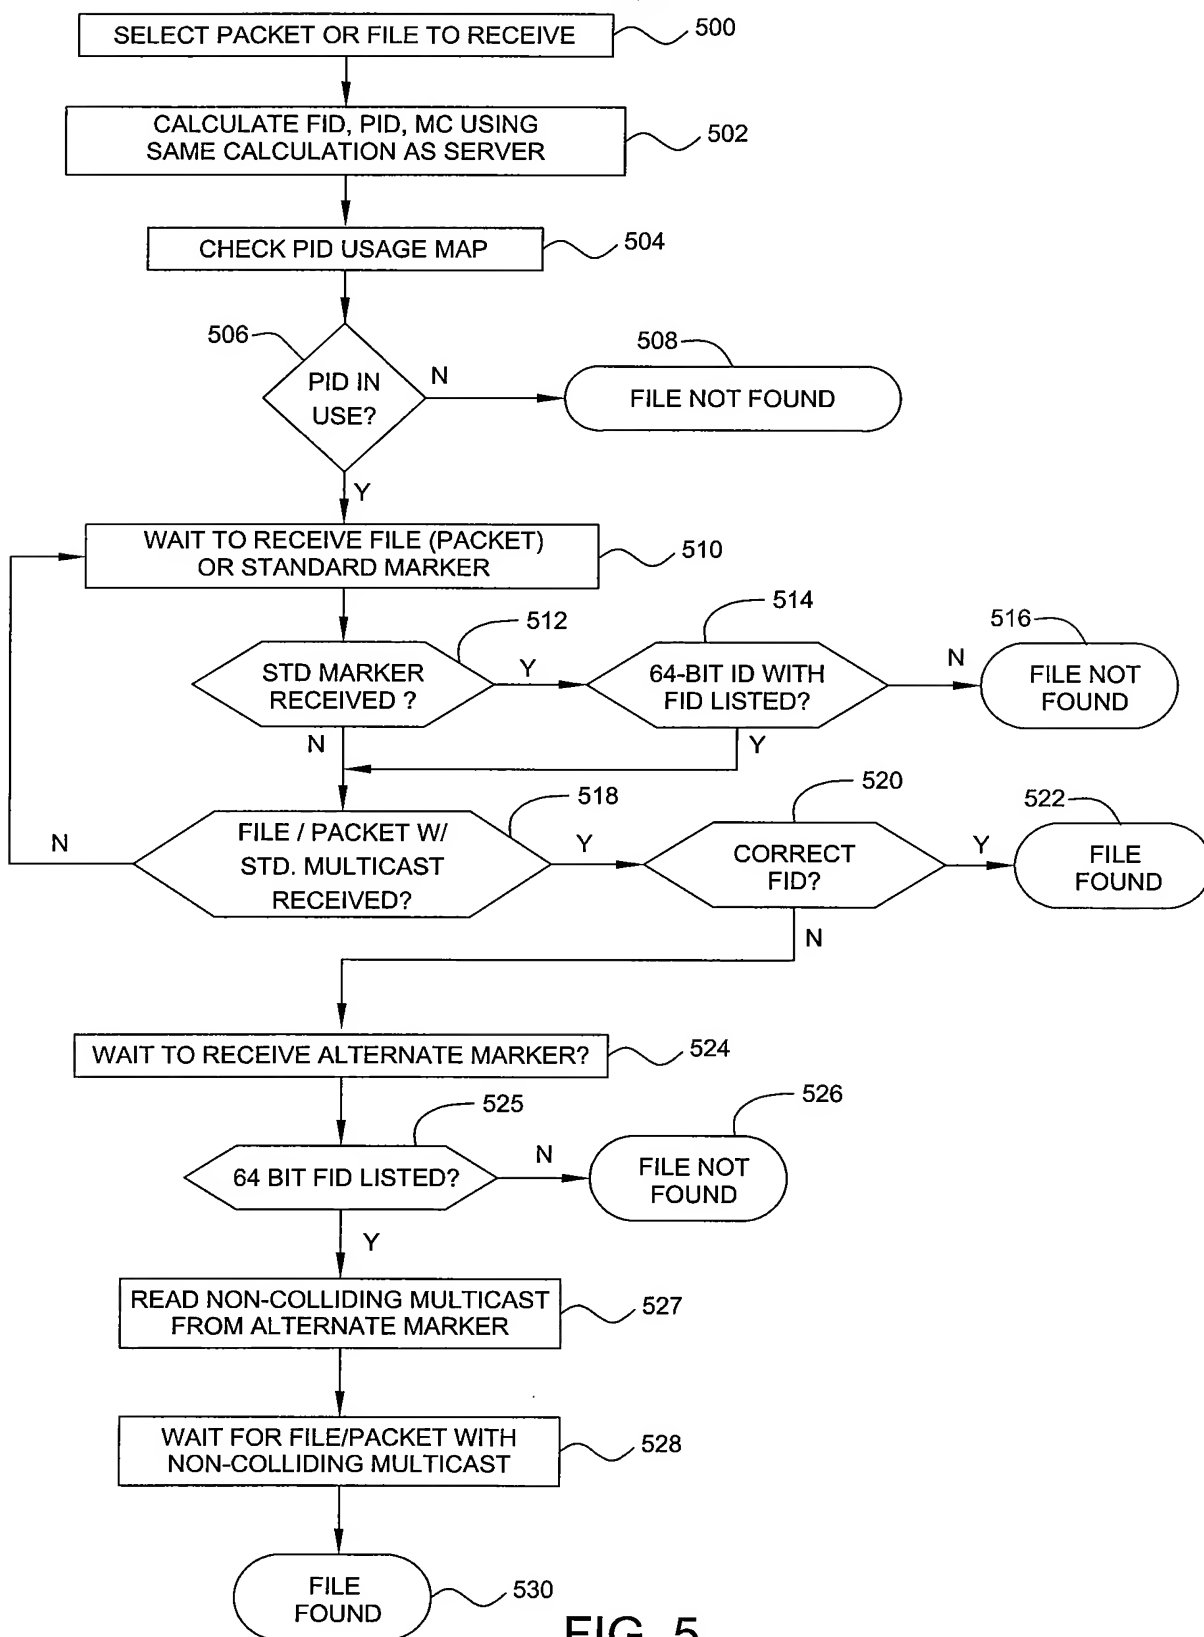 SELECT PACKET OR FILE TO RECEIVE
500
CALCULATE FID, PID, MC USING
SAME CALCULATION AS SERVER
502
CHECK PID USAGE MAP
504
506
PID IN
USE?
N
508
FILE NOT FOUND
Y
WAIT TO RECEIVE FILE (PACKET)
OR STANDARD MARKER
510
512
STD MARKER
RECEIVED ?
Y
514
64-BIT ID WITH
FID LISTED?
N
516
FILE NOT
FOUND
N
Y
518
FILE / PACKET W/
STD. MULTICAST
RECEIVED?
N
Y
520
CORRECT
FID?
Y
522
FILE
FOUND
N
WAIT TO RECEIVE ALTERNATE MARKER?
524
525
64 BIT FID LISTED?
N
526
FILE NOT
FOUND
Y
READ NON-COLLIDING MULTICAST
FROM ALTERNATE MARKER
527
WAIT FOR FILE/PACKET WITH
NON-COLLIDING MULTICAST
528
FILE
FOUND
530
FIG. 5